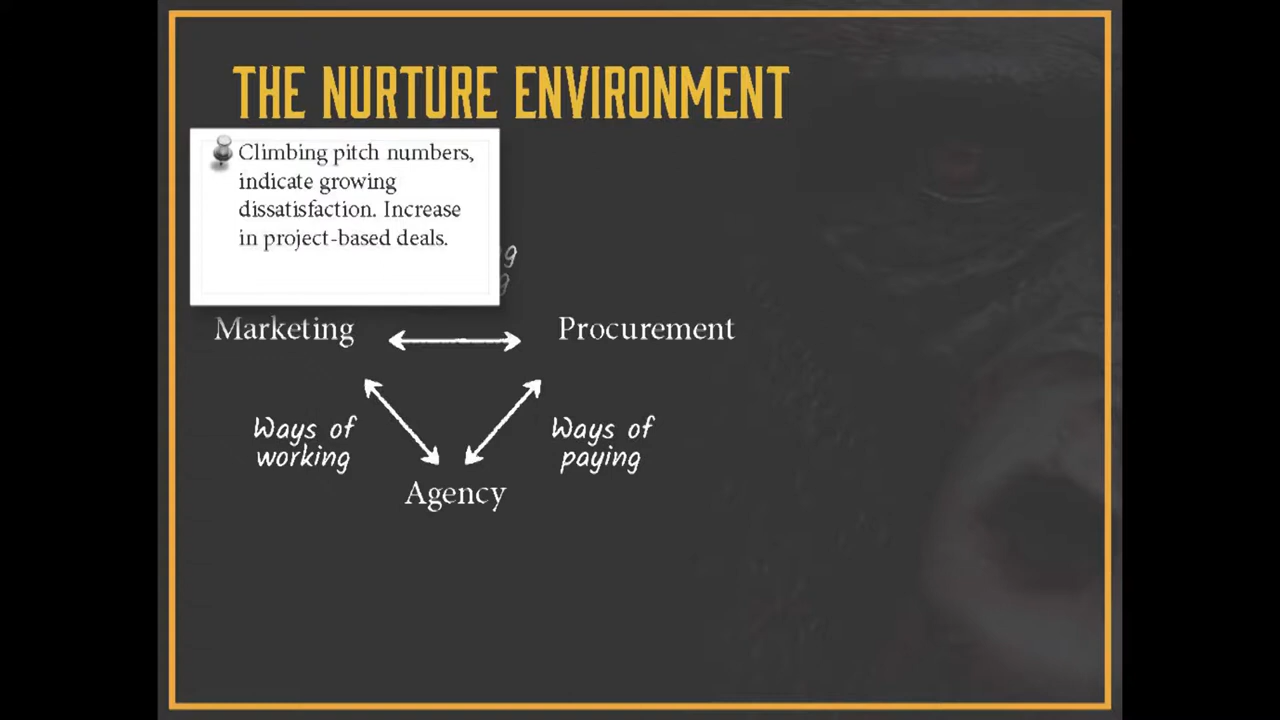 THE NURTURE ENVIRONMENT
Climbing pitch numbers,
indicate growing
dissatisfaction. Increase
in project-based deals.
Marketing
Procurement
Ways of
working
Ways of
paying
Agency